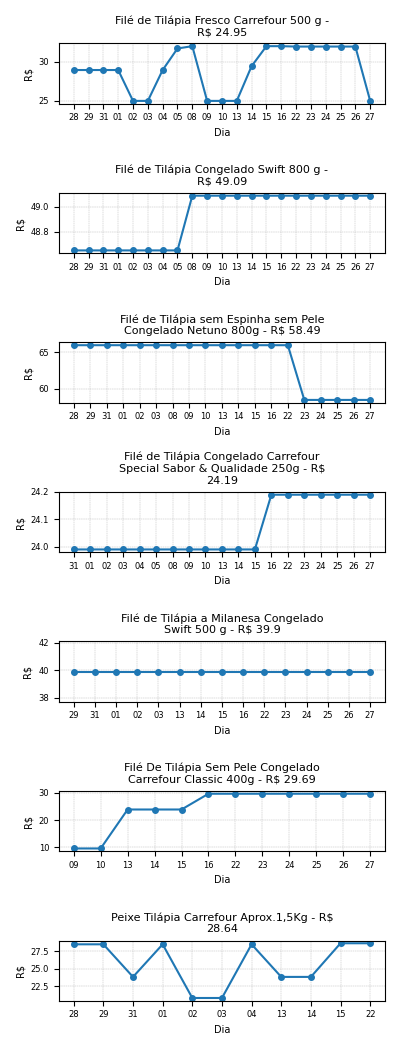 Filé de Tilápia Fresco Carrefour 500 g -
R$ 24.95
30
25
R$
28 29 31 01 02 03 04 05 08 09 10 13 14 15 16 22 23 24 25 26 27
Dia
Filé de Tilápia Congelado Swift 800 g -
R$ 49.09
49.0
48.8
R$
28 29 31 01 02 03 04 05 08 09 10 13 14 15 16 22 23 24 25 26 27
Dia
Filé de Tilápia sem Espinha sem Pele
Congelado Netuno 800g - R$ 58.49
65
60
R$
28 29 31 01 02 03 08 09 10 13 14 15 16 22 23 24 25 26 27
Dia
Filé de Tilápia Congelado Carrefour
Special Sabor & Qualidade 250g - R$
24.19
24.2
24.1
24.0
R$
31 01 02 03 04 05 08 09 10 13 14 15 16 22 23 24 25 26 27
Dia
Filé de Tilápia a Milanesa Congelado
Swift 500 g - R$ 39.9
42
40
38
R$
29 31 01 02 03 13 14 15 16 22 23 24 25 26 27
Dia
Filé De Tilápia Sem Pele Congelado
Carrefour Classic 400g - R$ 29.69
30
20
10
R$
09 10 13 14 15 16 22 23 24 25 26 27
Dia
Peixe Tilápia Carrefour Aprox.1,5Kg - R$
28.64
27.5
25.0
22.5
R$
28 29 31 01 02 03 04 13 14 15 22
Dia